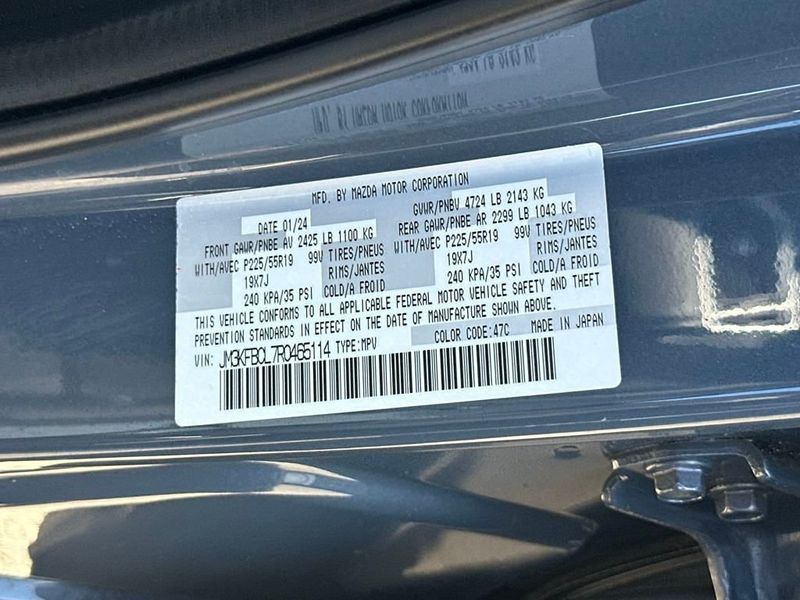 MFD. BY MAZDA MOTOR CORPORATION
DATE 01/24
GVWR/PNBV 4724 LB 2143 KG
FRONT GAWR/PNBE AV 2425 LB 1100 KG
REAR GAWR/PNBE AR 2299 LB 1043 KG
WITH/AVEC P225/55R19 99V TIRES/PNEUS
WITH/AVEC P225/55R19 99V TIRES/PNEUS
19X7J RIMS/JANTES
19X7J RIMS/JANTES
240 KPA/35 PSI COLD/A FROID
240 KPA/35 PSI COLD/A FROID
THIS VEHICLE CONFORMS TO ALL APPLICABLE FEDERAL MOTOR VEHICLE SAFETY AND THEFT
PREVENTION STANDARDS IN EFFECT ON THE DATE OF MANUFACTURE SHOWN ABOVE.
COLOR CODE:47C MADE IN JAPAN
VIN: JM3KFBCL7R0465114 TYPE:MPV